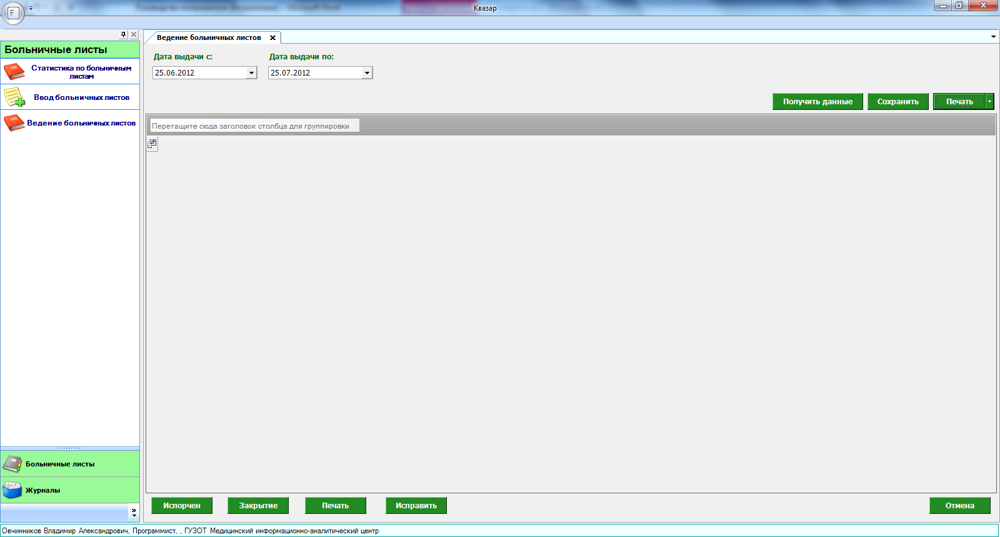 Квазар
F
Больничные листы
Статистика по больничным
листам
Ввод больничных листов
Ведение больничных листов
Больничные листы
Журналы
Ведение больничных листов
Дата выдачи с:
Дата выдачи по:
25.06.2012
25.07.2012
Получить данные
Сохранить
Печать
Перетащите сюда заголовок столбца для группировки
Испорчен
Закрытие
Печать
Исправить
Отмена
Овчинников Владимир Александрович, Программист, , ГУЗОТ Медицинский информационно-аналитический центр